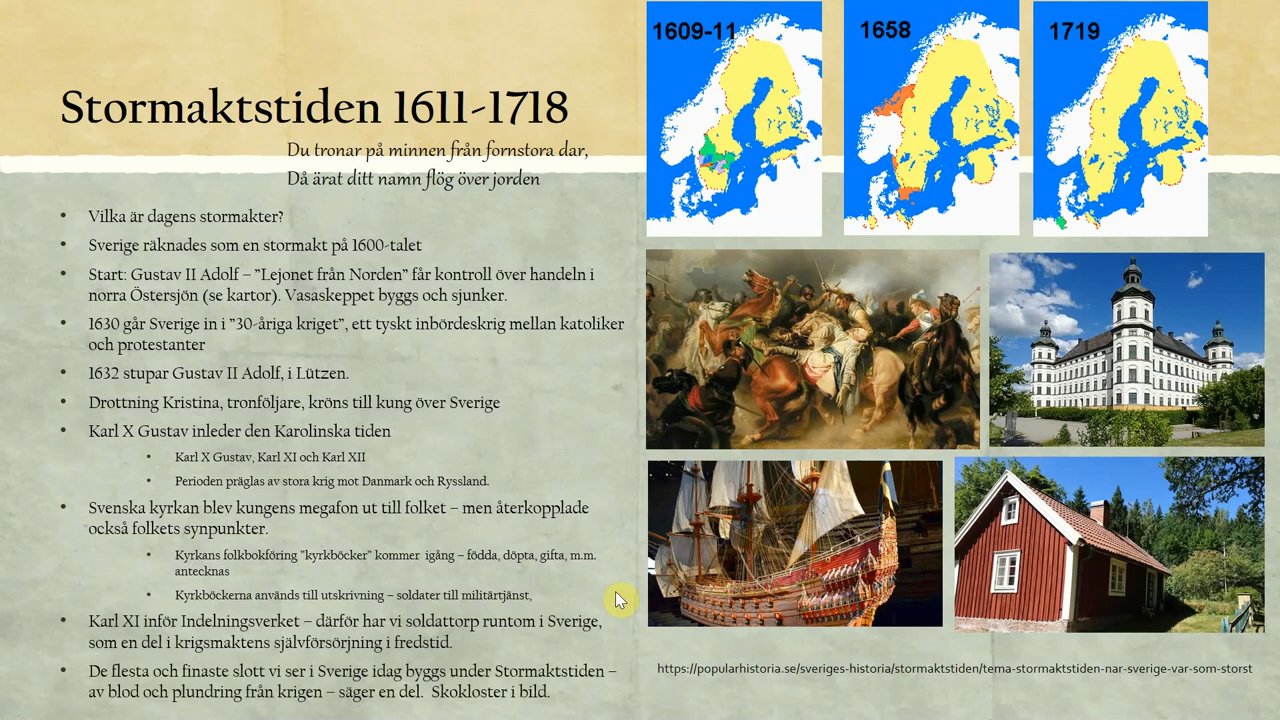 Stormaktstiden 1611-1718
Du tronar på minnen från fornstora dar,
Då ärat ditt namn flög över jorden
• Vilka är dagens stormakter?
• Sverige räknades som en stormakt på 1600-talet
• Start: Gustav II Adolf – ”Lejonet från Norden” får kontroll över handeln i
norra Östersjön (se kartor). Vasaskeppet byggs och sjunker.
• 1630 går Sverige in i ”30-åriga kriget”, ett tyskt inbördeskrig mellan katoliker
och protestanter
• 1632 stupar Gustav II Adolf, i Lützen.
• Drottning Kristina, tronföljare, kröns till kung över Sverige
• Karl X Gustav inleder den Karolinska tiden
• Karl X Gustav, Karl XI och Karl XII
• Perioden präglas av stora krig mot Danmark och Ryssland.
• Svenska kyrkan blev kungens megafon ut till folket – men återkopplade
också folkets synpunkter.
• Kyrkans folkbokföring ”kyrkböcker” kommer igång – födda, döpta, gifta, m.m.
antecknas
• Kyrkböckerna används till utskrivning – soldater till militärtjänst,
• Karl XI inför Indelningsverket – därför har vi soldattorp runtom i Sverige,
som en del i krigsmaktens självförsörjning i fredstid.
• De flesta och finaste slott vi ser i Sverige idag byggs under Stormaktstiden –
av blod och plundring från krigen – säger en del. Skokloster i bild.
1609-11
1658
1719
https://popularhistoria.se/sveriges-historia/stormaktstiden/tema-stormaktstiden-nar-sverige-var-som-storst